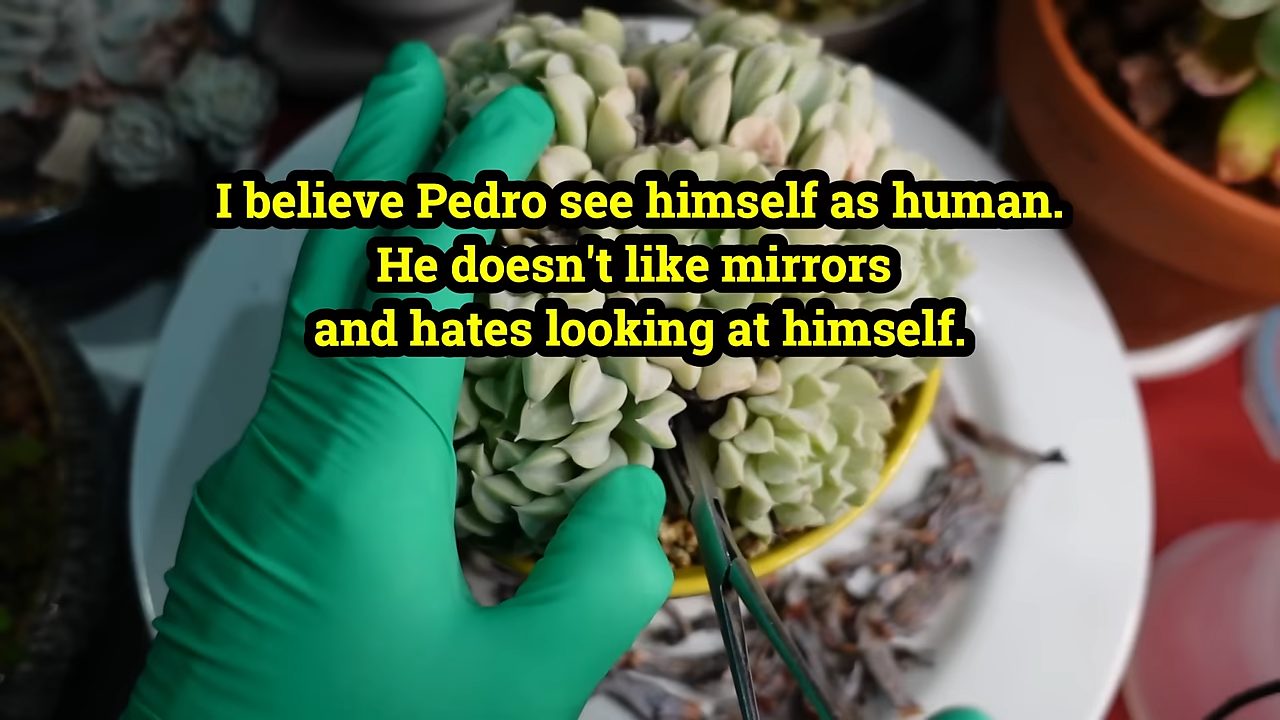 I believe Pedro see himself as human.
He doesn't like mirrors
and hates looking at himself.